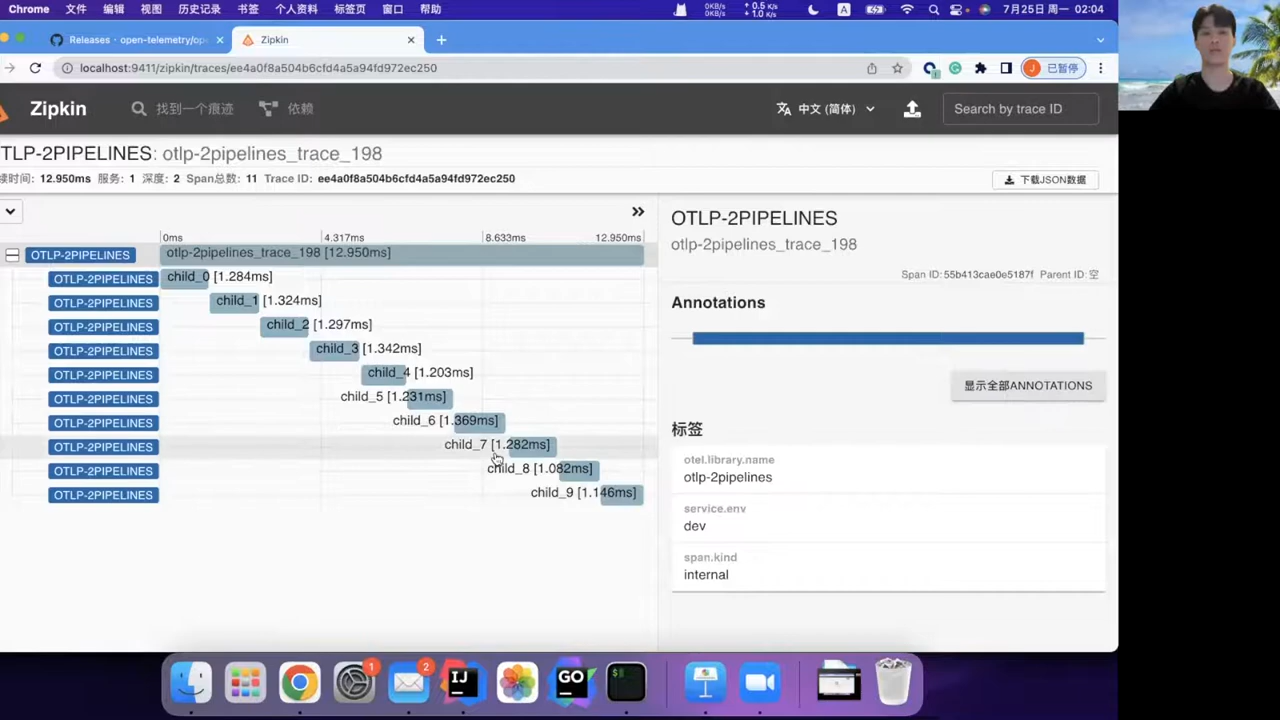 Chrome 文件 编辑 视图 历史记录 书签 个人资料 标签页 窗口 帮助 0KB/s 0KB/s ↑ 0.5 K/s ↓ 1.0 K/s A 7月25日 周一 02:04
Releases · open-telemetry/op Zipkin
localhost:9411/zipkin/traces/ee4a0f8a504b6cfd4a5a94fd972ec250 J 已暂停
Zipkin 找到一个痕迹 依赖 中文 (简体) Search by trace ID
TLP-2PIPELINES: otlp-2pipelines_trace_198
时间: 12.950ms 服务: 1 深度: 2 Span总数: 11 Trace ID: ee4a0f8a504b6cfd4a5a94fd972ec250 下载JSON数据
0ms 4.317ms 8.633ms 12.950ms
OTLP-2PIPELINES otlp-2pipelines_trace_198 [12.950ms]
OTLP-2PIPELINES child_0 [1.284ms]
OTLP-2PIPELINES child_1 [1.324ms]
OTLP-2PIPELINES child_2 [1.297ms]
OTLP-2PIPELINES child_3 [1.342ms]
OTLP-2PIPELINES child_4 [1.203ms]
OTLP-2PIPELINES child_5 [1.231ms]
OTLP-2PIPELINES child_6 [1.369ms]
OTLP-2PIPELINES child_7 [1.282ms]
OTLP-2PIPELINES child_8 [1.082ms]
OTLP-2PIPELINES child_9 [1.146ms]
OTLP-2PIPELINES
otlp-2pipelines_trace_198
Span ID: 55b413cae0e5187f Parent ID: 空
Annotations
显示全部ANNOTATIONS
标签
otel.library.name
otlp-2pipelines
service.env
dev
span.kind
internal
1 2 IJ GO $